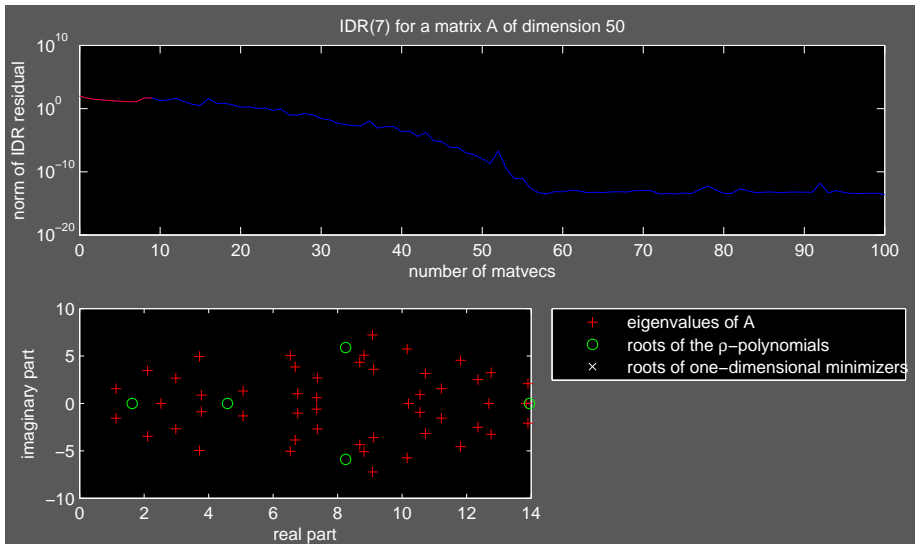 IDR(7) for a matrix A of dimension 50
norm of IDR residual
10^10
10^0
10^−10
10^−20
0 10 20 30 40 50 60 70 80 90 100
number of matvecs
imaginary part
10
5
0
−5
−10
0 2 4 6 8 10 12 14
real part
eigenvalues of A
roots of the ρ−polynomials
roots of one−dimensional minimizers